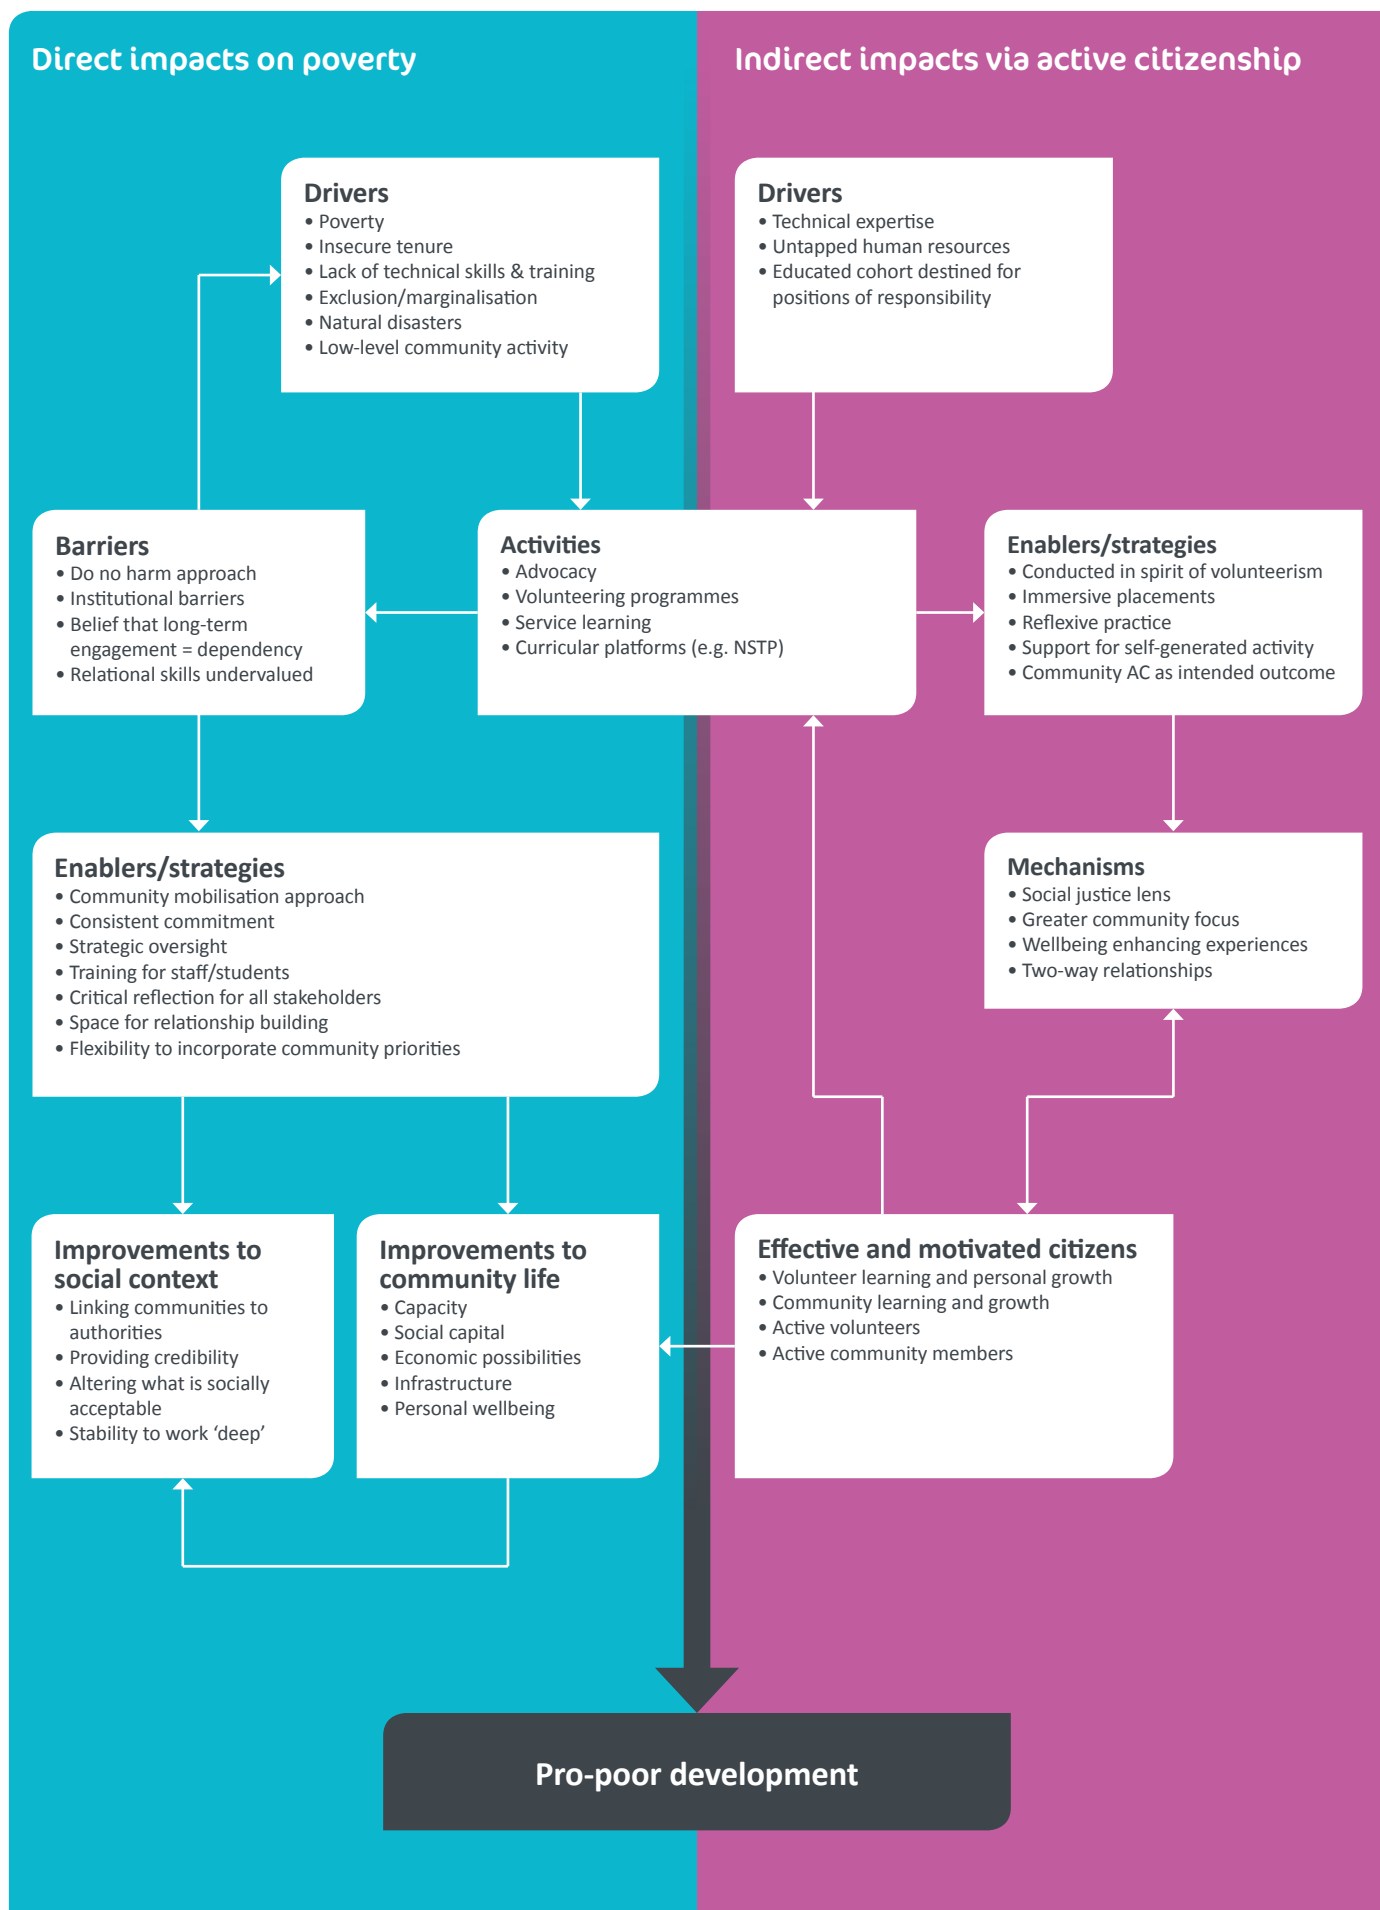 Direct impacts on poverty
Indirect impacts via active citizenship
Drivers
• Poverty
• Insecure tenure
• Lack of technical skills & training
• Exclusion/marginalisation
• Natural disasters
• Low-level community activity
Drivers
• Technical expertise
• Untapped human resources
• Educated cohort destined for
positions of responsibility
Barriers
• Do no harm approach
• Institutional barriers
• Belief that long-term
engagement = dependency
• Relational skills undervalued
Activities
• Advocacy
• Volunteering programmes
• Service learning
• Curricular platforms (e.g. NSTP)
Enablers/strategies
• Conducted in spirit of volunteerism
• Immersive placements
• Reflexive practice
• Support for self-generated activity
• Community AC as intended outcome
Enablers/strategies
• Community mobilisation approach
• Consistent commitment
• Strategic oversight
• Training for staff/students
• Critical reflection for all stakeholders
• Space for relationship building
• Flexibility to incorporate community priorities
Mechanisms
• Social justice lens
• Greater community focus
• Wellbeing enhancing experiences
• Two-way relationships
Improvements to
social context
• Linking communities to
authorities
• Providing credibility
• Altering what is socially
acceptable
• Stability to work ‘deep’
Improvements to
community life
• Capacity
• Social capital
• Economic possibilities
• Infrastructure
• Personal wellbeing
Effective and motivated citizens
• Volunteer learning and personal growth
• Community learning and growth
• Active volunteers
• Active community members
Pro-poor development